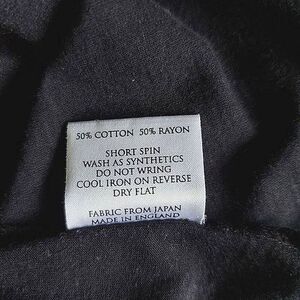 50% COTTON 50% RAYON
SHORT SPIN
WASH AS SYNTHETICS
DO NOT WRING
COOL IRON ON REVERSE
DRY FLAT
FABRIC FROM JAPAN
MADE IN ENGLAND